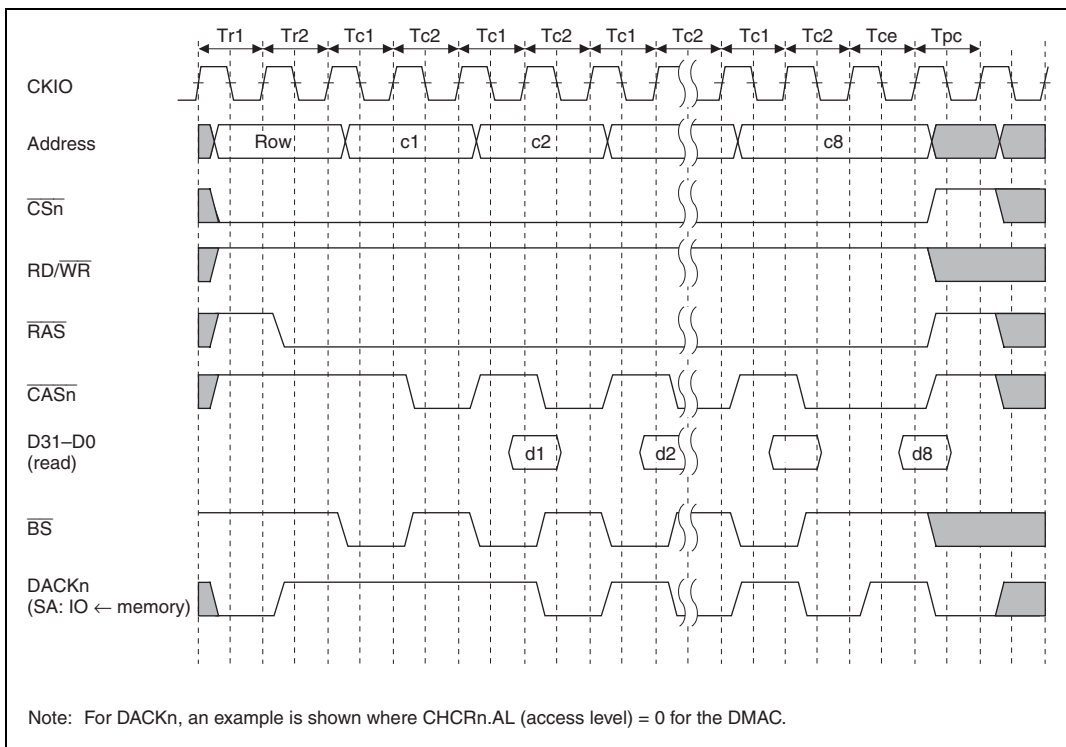 Tr1 Tr2 Tc1 Tc2 Tc1 Tc2 Tc1 Tc2 Tc1 Tc2 Tce Tpc
CKIO
Address Row c1 c2 c8
CSn
RD/WR
RAS
CASn
D31–D0
(read) d1 d2 d8
BS
DACKn
(SA: IO ← memory)
Note: For DACKn, an example is shown where CHCRn.AL (access level) = 0 for the DMAC.